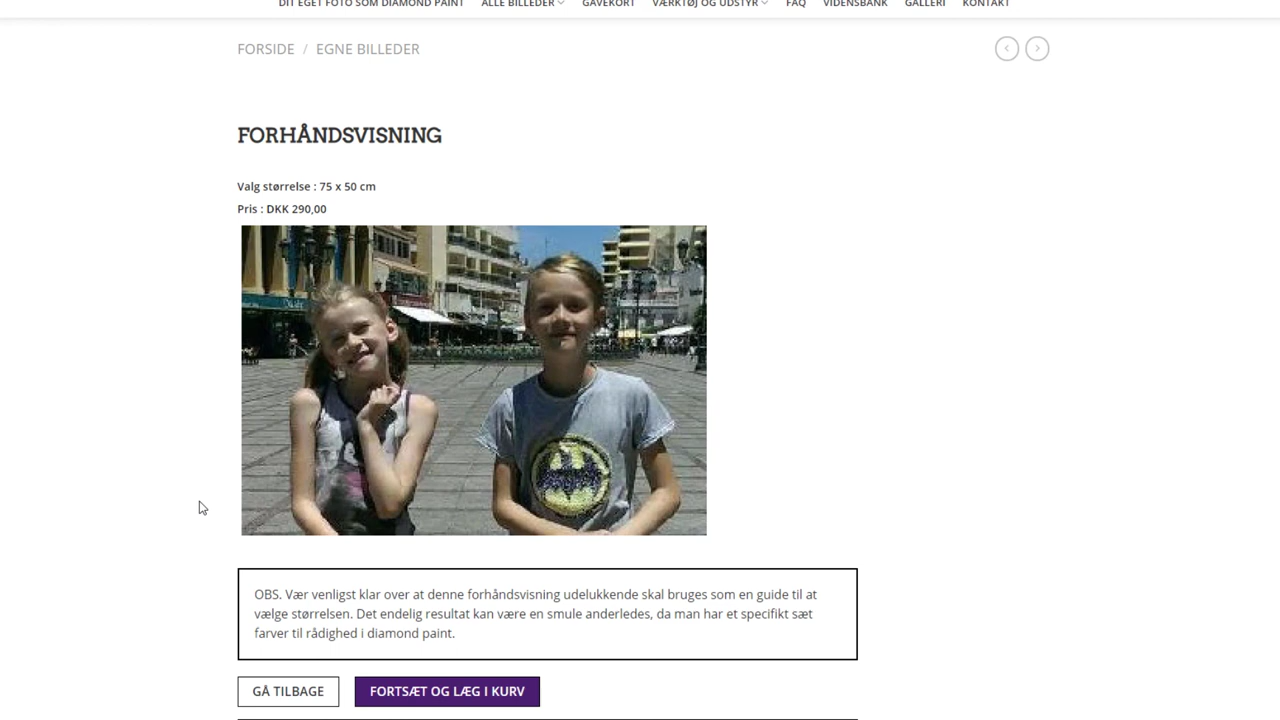 DIT EGET FOTO SOM DIAMOND PAINT ALLE BILLEDER GAVEKORT VÆRKTØJ OG UDSTYR FAQ VIDENSBANK GALLERI KONTAKT
FORSIDE / EGNE BILLEDER
FORHÅNDSVISNING
Valg størrelse : 75 x 50 cm
Pris : DKK 290,00
OBS. Vær venligst klar over at denne forhåndsvisning udelukkende skal bruges som en guide til at
vælge størrelsen. Det endelig resultat kan være en smule anderledes, da man har et specifikt sæt
farver til rådighed i diamond paint.
GÅ TILBAGE FORTSÆT OG LÆG I KURV